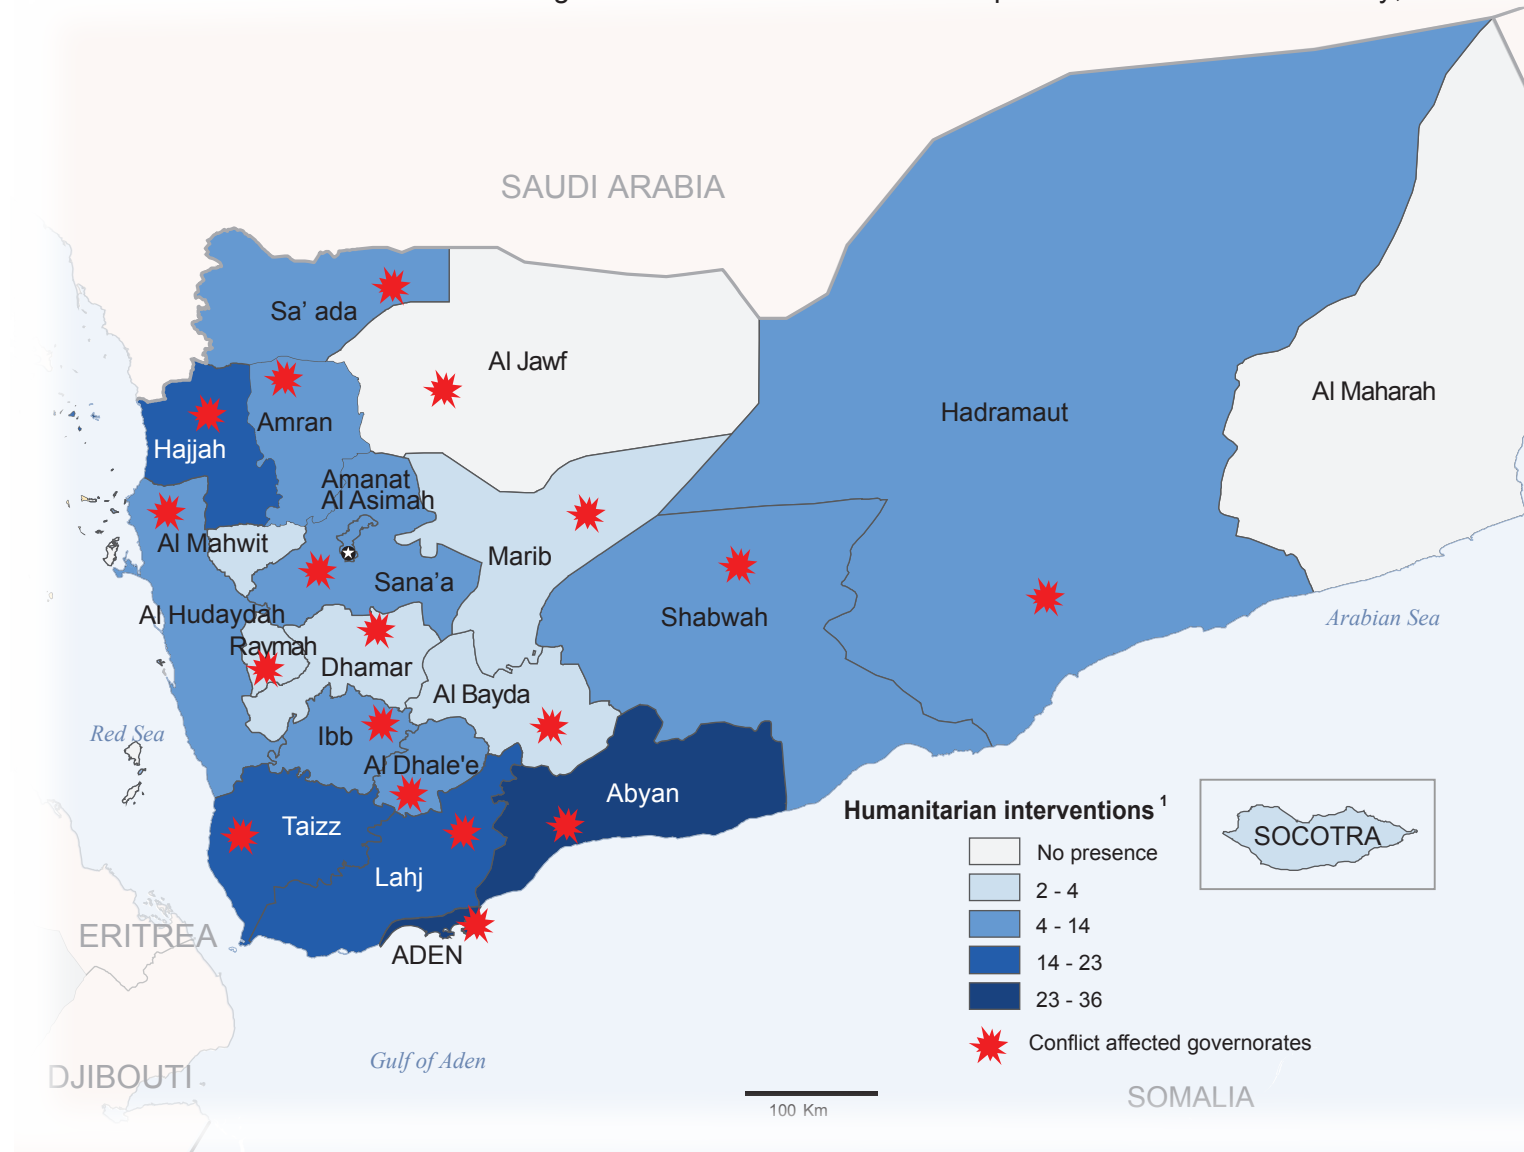 SAUDI ARABIA
Sa’ ada
Al Jawf
Al Maharah
Hadramaut
Amran
Hajjah
Amanat
Al Asimah
Al Mahwit
Marib
Sana’a
Al Hudaydah
Shabwah
Arabian Sea
Raymah
Dhamar
Al Bayda
Red Sea
Ibb
Al Dhale'e
Abyan
Taizz
Lahj
ADEN
Humanitarian interventions 1
No presence
2 - 4
4 - 14
14 - 23
23 - 36
Conflict affected governorates
SOCOTRA
ERITREA
Gulf of Aden
DJIBOUTI
100 Km
SOMALIA